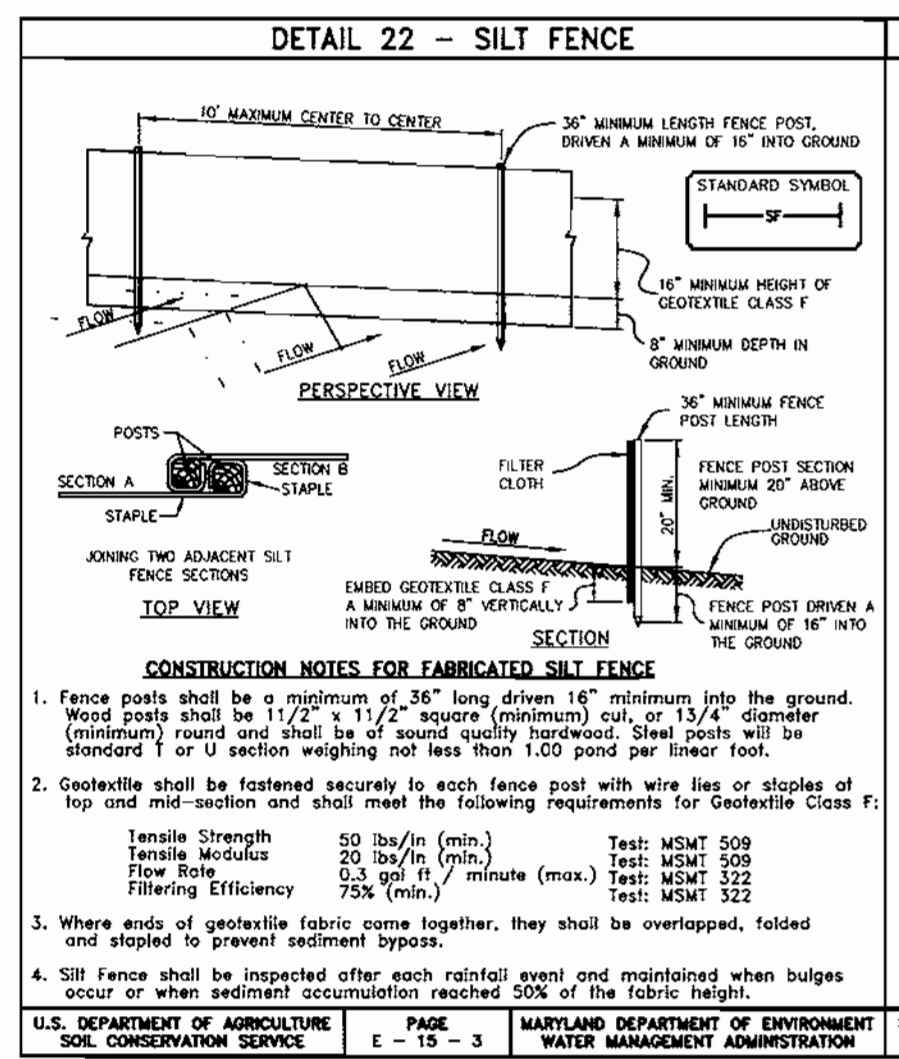 DETAIL 22 - SILT FENCE
10' MAXIMUM CENTER TO CENTER
36" MINIMUM LENGTH FENCE POST,
DRIVEN A MINIMUM OF 16" INTO GROUND
STANDARD SYMBOL
SF
16" MINIMUM HEIGHT OF
GEOTEXTILE CLASS F
8" MINIMUM DEPTH IN
GROUND
FLOW
FLOW
FLOW
PERSPECTIVE VIEW
36" MINIMUM FENCE
POST LENGTH
POSTS
SECTION A
SECTION B
STAPLE
STAPLE
JOINING TWO ADJACENT SILT
FENCE SECTIONS
TOP VIEW
FILTER
CLOTH
20" MIN.
FENCE POST SECTION
MINIMUM 20" ABOVE
GROUND
UNDISTURBED
GROUND
FLOW
EMBED GEOTEXTILE CLASS F
A MINIMUM OF 8" VERTICALLY
INTO THE GROUND
FENCE POST DRIVEN A
MINIMUM OF 16" INTO
THE GROUND
SECTION
CONSTRUCTION NOTES FOR FABRICATED SILT FENCE
1. Fence posts shall be a minimum of 36" long driven 16" minimum into the ground.
Wood posts shall be 11/2" x 11/2" square (minimum) cut, or 13/4" diameter
(minimum) round and shall be of sound quality hardwood. Steel posts will be
standard T or U section weighing not less than 1.00 pond per linear foot.
2. Geotextile shall be fastened securely to each fence post with wire ties or staples at
top and mid-section and shall meet the following requirements for Geotextile Class F:
Tensile Strength 50 lbs/in (min.) Test: MSMT 509
Tensile Modulus 20 lbs/in (min.) Test: MSMT 509
Flow Rate 0.3 gal ft / minute (max.) Test: MSMT 322
Filtering Efficiency 75% (min.) Test: MSMT 322
3. Where ends of geotextile fabric come together, they shall be overlapped, folded
and stapled to prevent sediment bypass.
4. Silt Fence shall be inspected after each rainfall event and maintained when bulges
occur or when sediment accumulation reached 50% of the fabric height.
U.S. DEPARTMENT OF AGRICULTURE
SOIL CONSERVATION SERVICE
PAGE
E - 15 - 3
MARYLAND DEPARTMENT OF ENVIRONMENT
WATER MANAGEMENT ADMINISTRATION